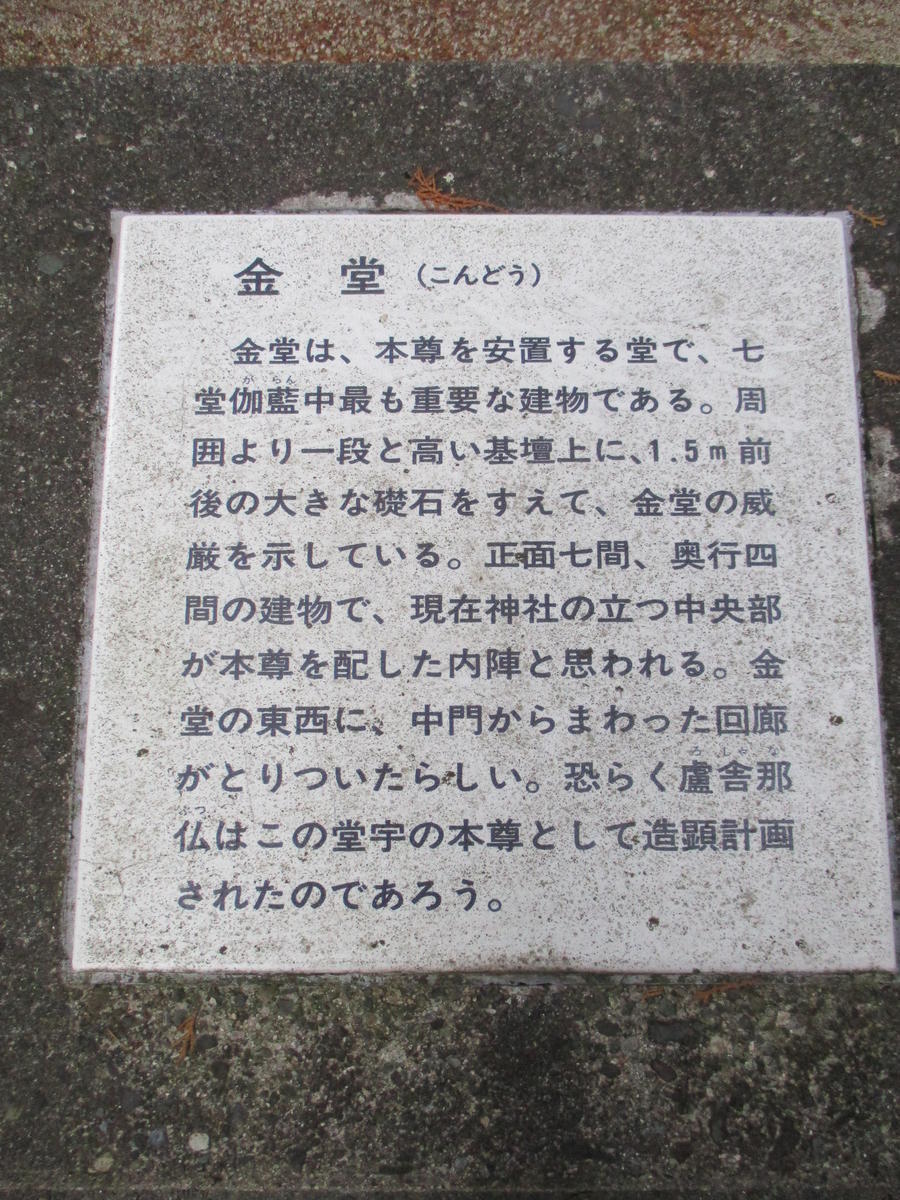 金　堂（こんどう）
金堂は、本尊を安置する堂で、七
堂伽藍中最も重要な建物である。周
囲より一段と高い基壇上に、1.5m前
後の大きな礎石をすえて、金堂の威
厳を示している。正面七間、奥行四
間の建物で、現在神社の立つ中央部
が本尊を配した内陣と思われる。金
堂の東西に、中門からまわった回廊
がとりついたらしい。恐らく盧舎那
仏はこの堂宇の本尊として造顕計画
されたのであろう。